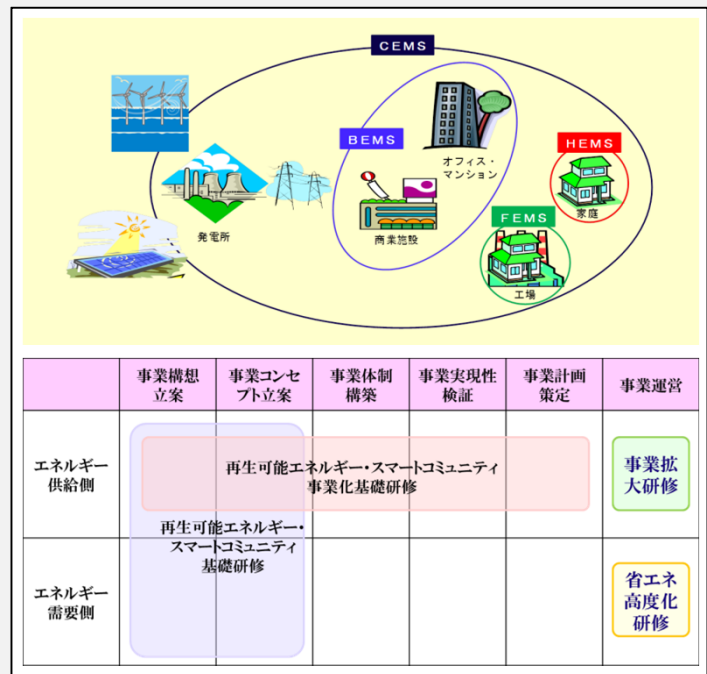 CEMS
BEMS
オフィス・
マンション
HEMS
家庭
発電所
商業施設
FEMS
工場
事業構想
立案
事業コンセ
プト立案
事業体制
構築
事業実現性
検証
事業計画
策定
事業運営
エネルギー
供給側
再生可能エネルギー・スマートコミュニティ
事業化基礎研修
事業拡
大研修
再生可能エネルギー・
スマートコミュニティ
基礎研修
エネルギー
需要側
省エネ
高度化
研修